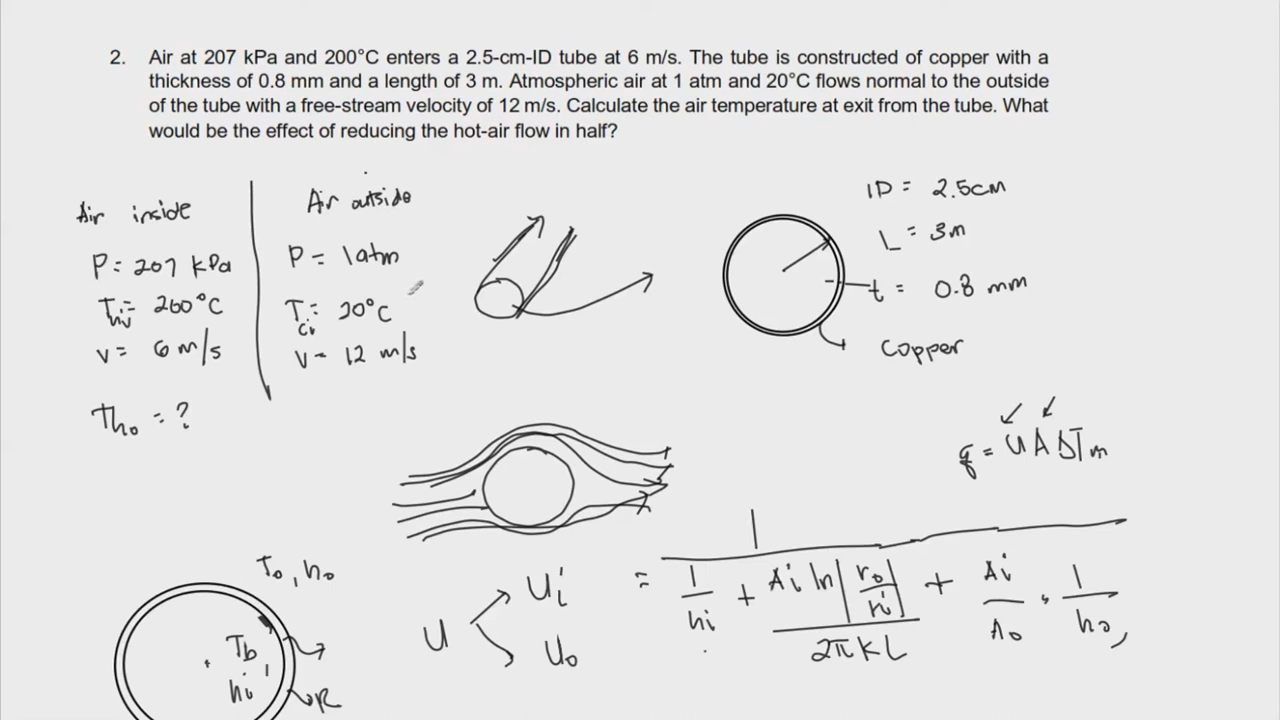 2. Air at 207 kPa and 200°C enters a 2.5-cm-ID tube at 6 m/s. The tube is constructed of copper with a
thickness of 0.8 mm and a length of 3 m. Atmospheric air at 1 atm and 20°C flows normal to the outside
of the tube with a free-stream velocity of 12 m/s. Calculate the air temperature at exit from the tube. What
would be the effect of reducing the hot-air flow in half?
Air inside
P = 207 kPa
Thi = 200°C
v = 6 m/s
Tho = ?
Air outside
P = 1atm
Tci = 20°C
v = 12 m/s
ID = 2.5cm
L = 3m
t = 0.8 mm
Copper
q = UAΔTm
To, ho
Tb
hi
R
U
Ui
Uo
= 1 / (1/hi + Ai ln|ro/ri| / 2πkL + Ai/Ao · 1/ho),